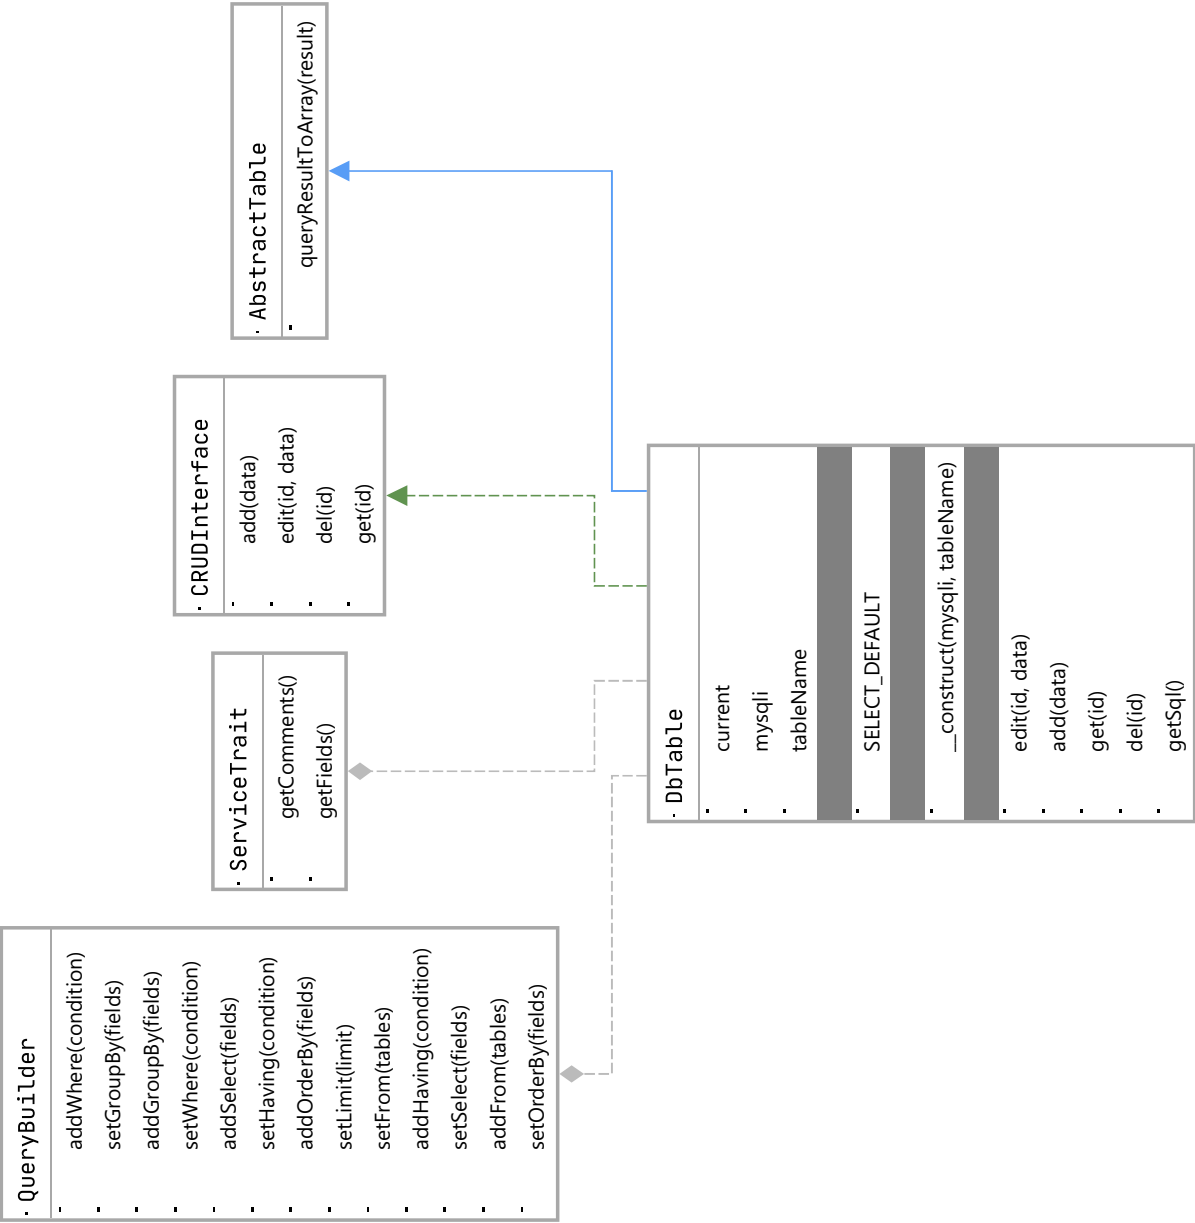 QueryBuilder
addWhere(condition)
setGroupBy(fields)
addGroupBy(fields)
setWhere(condition)
addSelect(fields)
setHaving(condition)
addOrderBy(fields)
setLimit(limit)
setFrom(tables)
addHaving(condition)
setSelect(fields)
addFrom(tables)
setOrderBy(fields)
ServiceTrait
getComments()
getFields()
CRUDInterface
add(data)
edit(id, data)
del(id)
get(id)
AbstractTable
queryResultToArray(result)
DbTable
current
mysqli
tableName
SELECT_DEFAULT
__construct(mysqli, tableName)
edit(id, data)
add(data)
get(id)
del(id)
getSql()